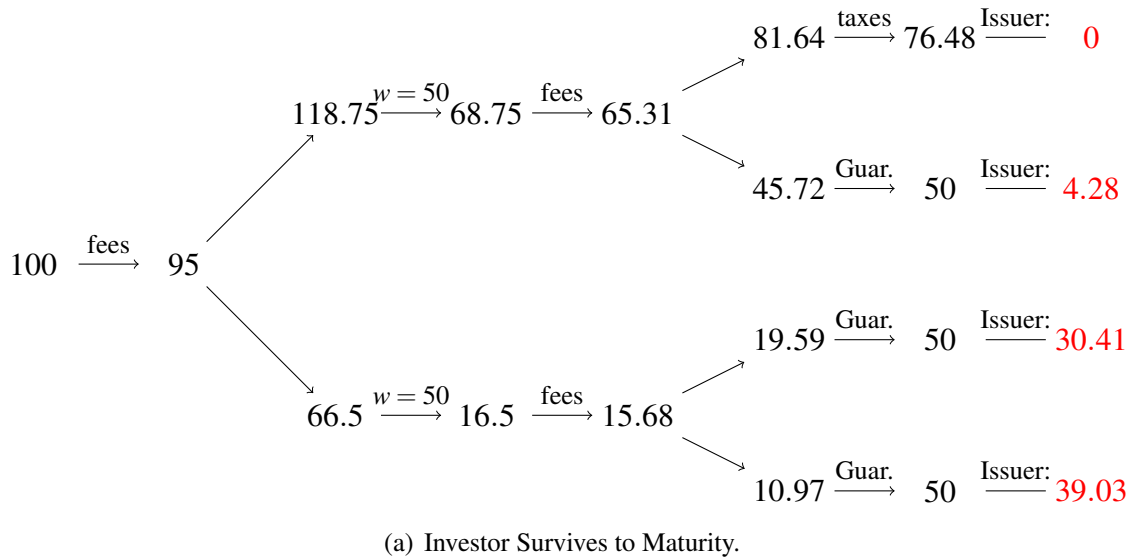 81.64 taxes 76.48 Issuer: 0
118.75 w = 50 68.75 fees 65.31
45.72 Guar. 50 Issuer: 4.28
100 fees 95
19.59 Guar. 50 Issuer: 30.41
66.5 w = 50 16.5 fees 15.68
10.97 Guar. 50 Issuer: 39.03
(a) Investor Survives to Maturity.